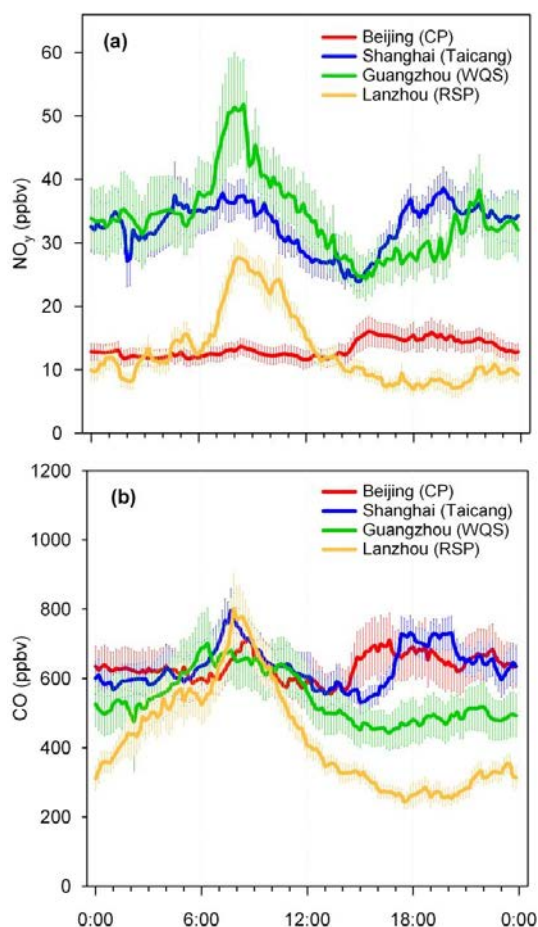 (a)
Beijing (CP)
Shanghai (Taicang)
Guangzhou (WQS)
Lanzhou (RSP)
NOy (ppbv)
60
50
40
30
20
10
0
(b)
Beijing (CP)
Shanghai (Taicang)
Guangzhou (WQS)
Lanzhou (RSP)
CO (ppbv)
1200
1000
800
600
400
200
0
0:00 6:00 12:00 18:00 0:00